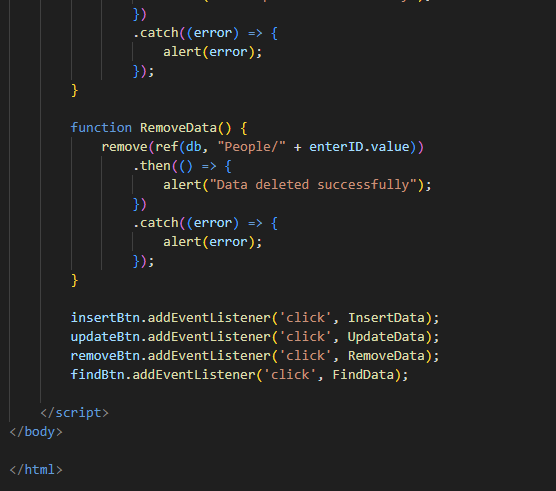 })
.catch((error) => {
alert(error);
});
}
function RemoveData() {
remove(ref(db, "People/" + enterID.value))
.then(() => {
alert("Data deleted successfully");
})
.catch((error) => {
alert(error);
});
}
insertBtn.addEventListener('click', InsertData);
updateBtn.addEventListener('click', UpdateData);
removeBtn.addEventListener('click', RemoveData);
findBtn.addEventListener('click', FindData);
</script>
</body>
</html>